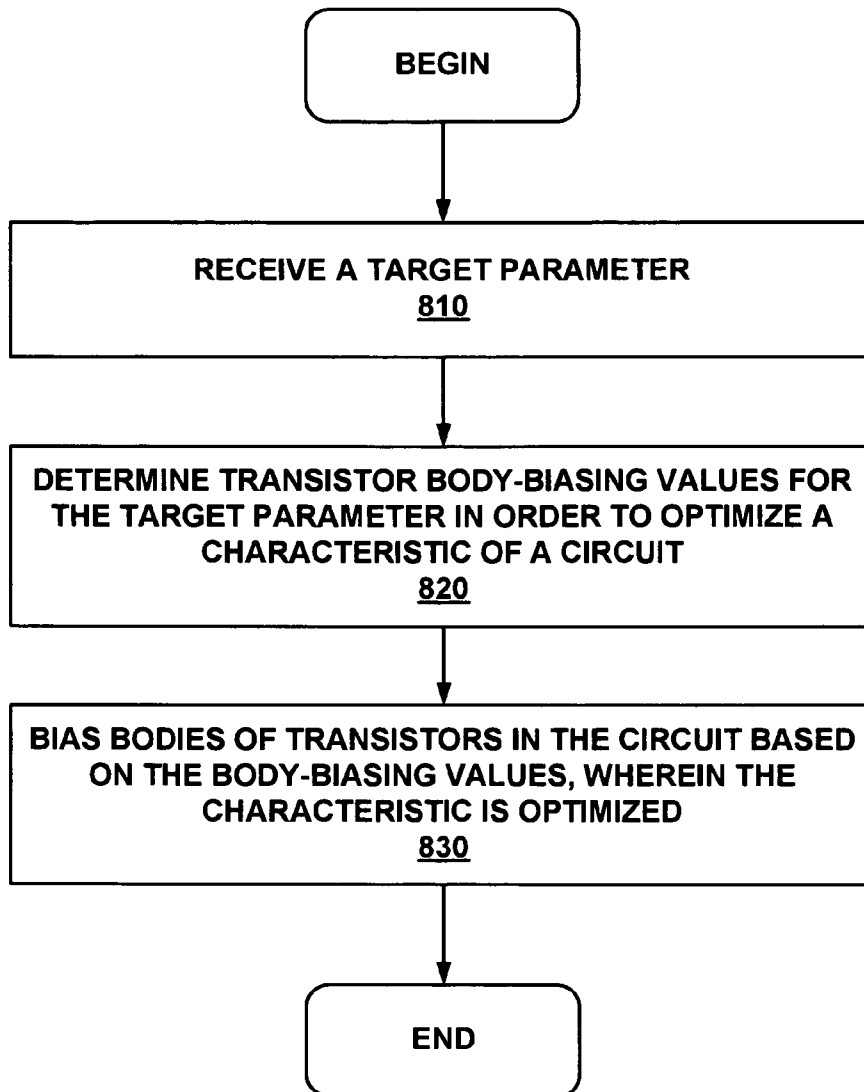 BEGIN
RECEIVE A TARGET PARAMETER
810
DETERMINE TRANSISTOR BODY-BIASING VALUES FOR
THE TARGET PARAMETER IN ORDER TO OPTIMIZE A
CHARACTERISTIC OF A CIRCUIT
820
BIAS BODIES OF TRANSISTORS IN THE CIRCUIT BASED
ON THE BODY-BIASING VALUES, WHEREIN THE
CHARACTERISTIC IS OPTIMIZED
830
END